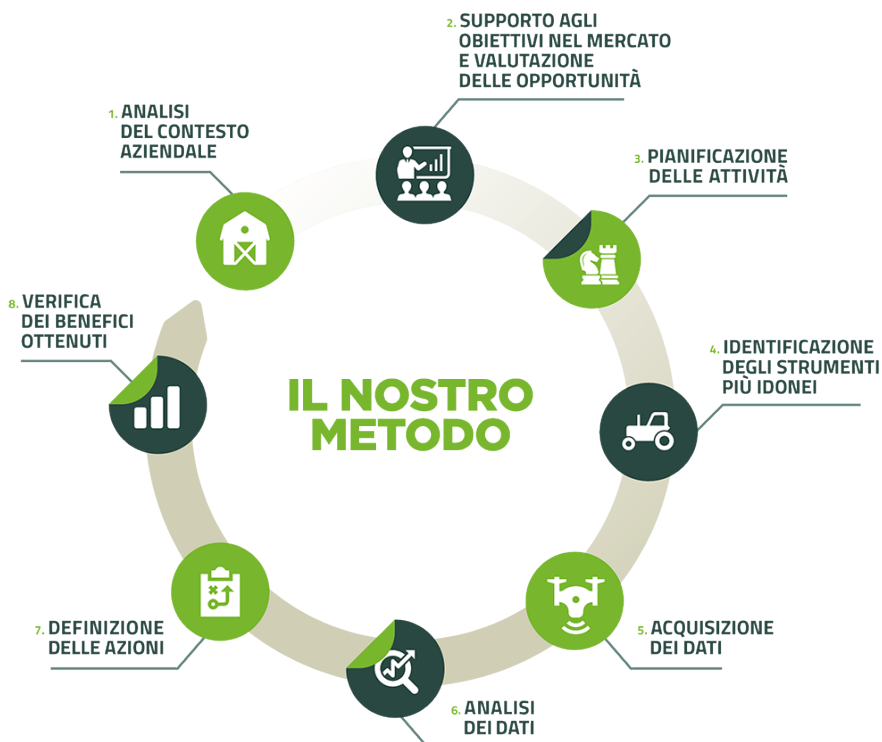 1. ANALISI
DEL CONTESTO
AZIENDALE
2. SUPPORTO AGLI
OBIETTIVI NEL MERCATO
E VALUTAZIONE
DELLE OPPORTUNITÀ
3. PIANIFICAZIONE
DELLE ATTIVITÀ
4. IDENTIFICAZIONE
DEGLI STRUMENTI
PIÙ IDONEI
5. ACQUISIZIONE
DEI DATI
6. ANALISI
DEI DATI
7. DEFINIZIONE
DELLE AZIONI
8. VERIFICA
DEI BENEFICI
OTTENUTI
IL NOSTRO
METODO